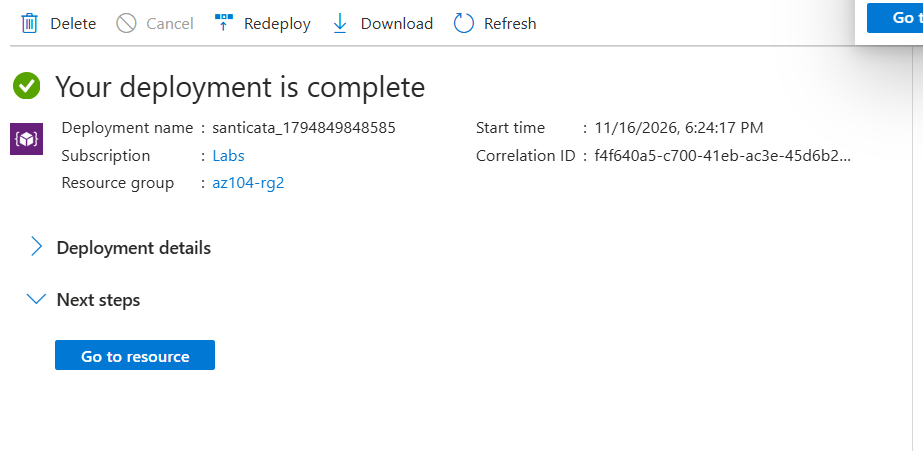 Delete Cancel Redeploy Download Refresh
Go t
Your deployment is complete
Deployment name : santicata_1794849848585
Subscription : Labs
Resource group : az104-rg2
Start time : 11/16/2026, 6:24:17 PM
Correlation ID : f4f640a5-c700-41eb-ac3e-45d6b2...
Deployment details
Next steps
Go to resource